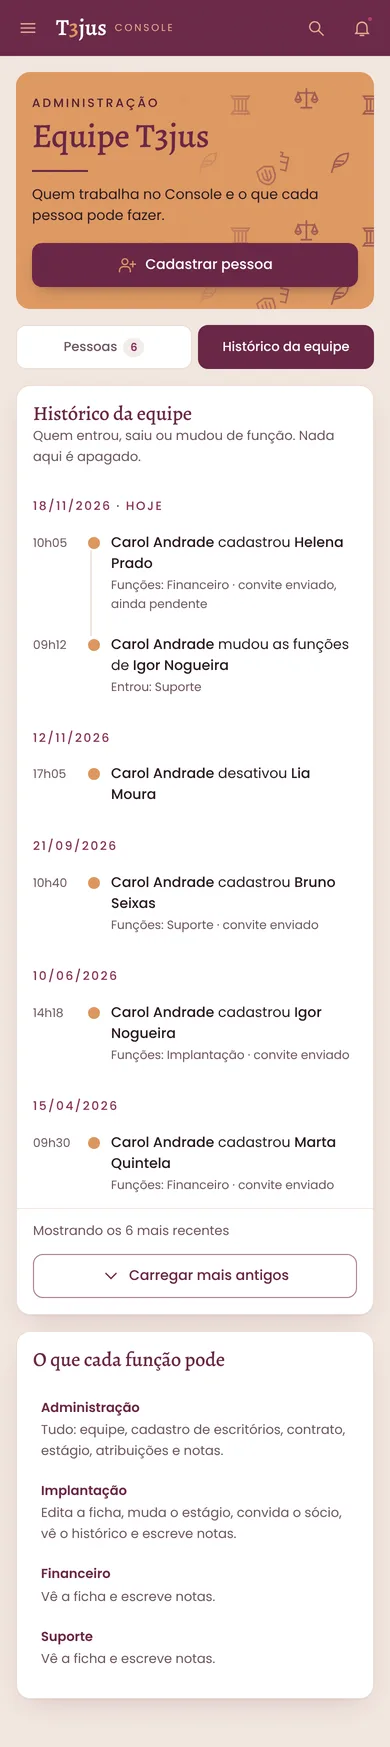 T3jus CONSOLE
ADMINISTRAÇÃO
Equipe T3jus
Quem trabalha no Console e o que cada
pessoa pode fazer.
Cadastrar pessoa
Pessoas 6
Histórico da equipe
Histórico da equipe
Quem entrou, saiu ou mudou de função. Nada
aqui é apagado.
18/11/2026 · HOJE
10h05
Carol Andrade cadastrou Helena
Prado
Funções: Financeiro · convite enviado,
ainda pendente
09h12
Carol Andrade mudou as funções
de Igor Nogueira
Entrou: Suporte
12/11/2026
17h05
Carol Andrade desativou Lia
Moura
21/09/2026
10h40
Carol Andrade cadastrou Bruno
Seixas
Funções: Suporte · convite enviado
10/06/2026
14h18
Carol Andrade cadastrou Igor
Nogueira
Funções: Implantação · convite enviado
15/04/2026
09h30
Carol Andrade cadastrou Marta
Quintela
Funções: Financeiro · convite enviado
Mostrando os 6 mais recentes
Carregar mais antigos
O que cada função pode
Administração
Tudo: equipe, cadastro de escritórios, contrato,
estágio, atribuições e notas.
Implantação
Edita a ficha, muda o estágio, convida o sócio,
vê o histórico e escreve notas.
Financeiro
Vê a ficha e escreve notas.
Suporte
Vê a ficha e escreve notas.